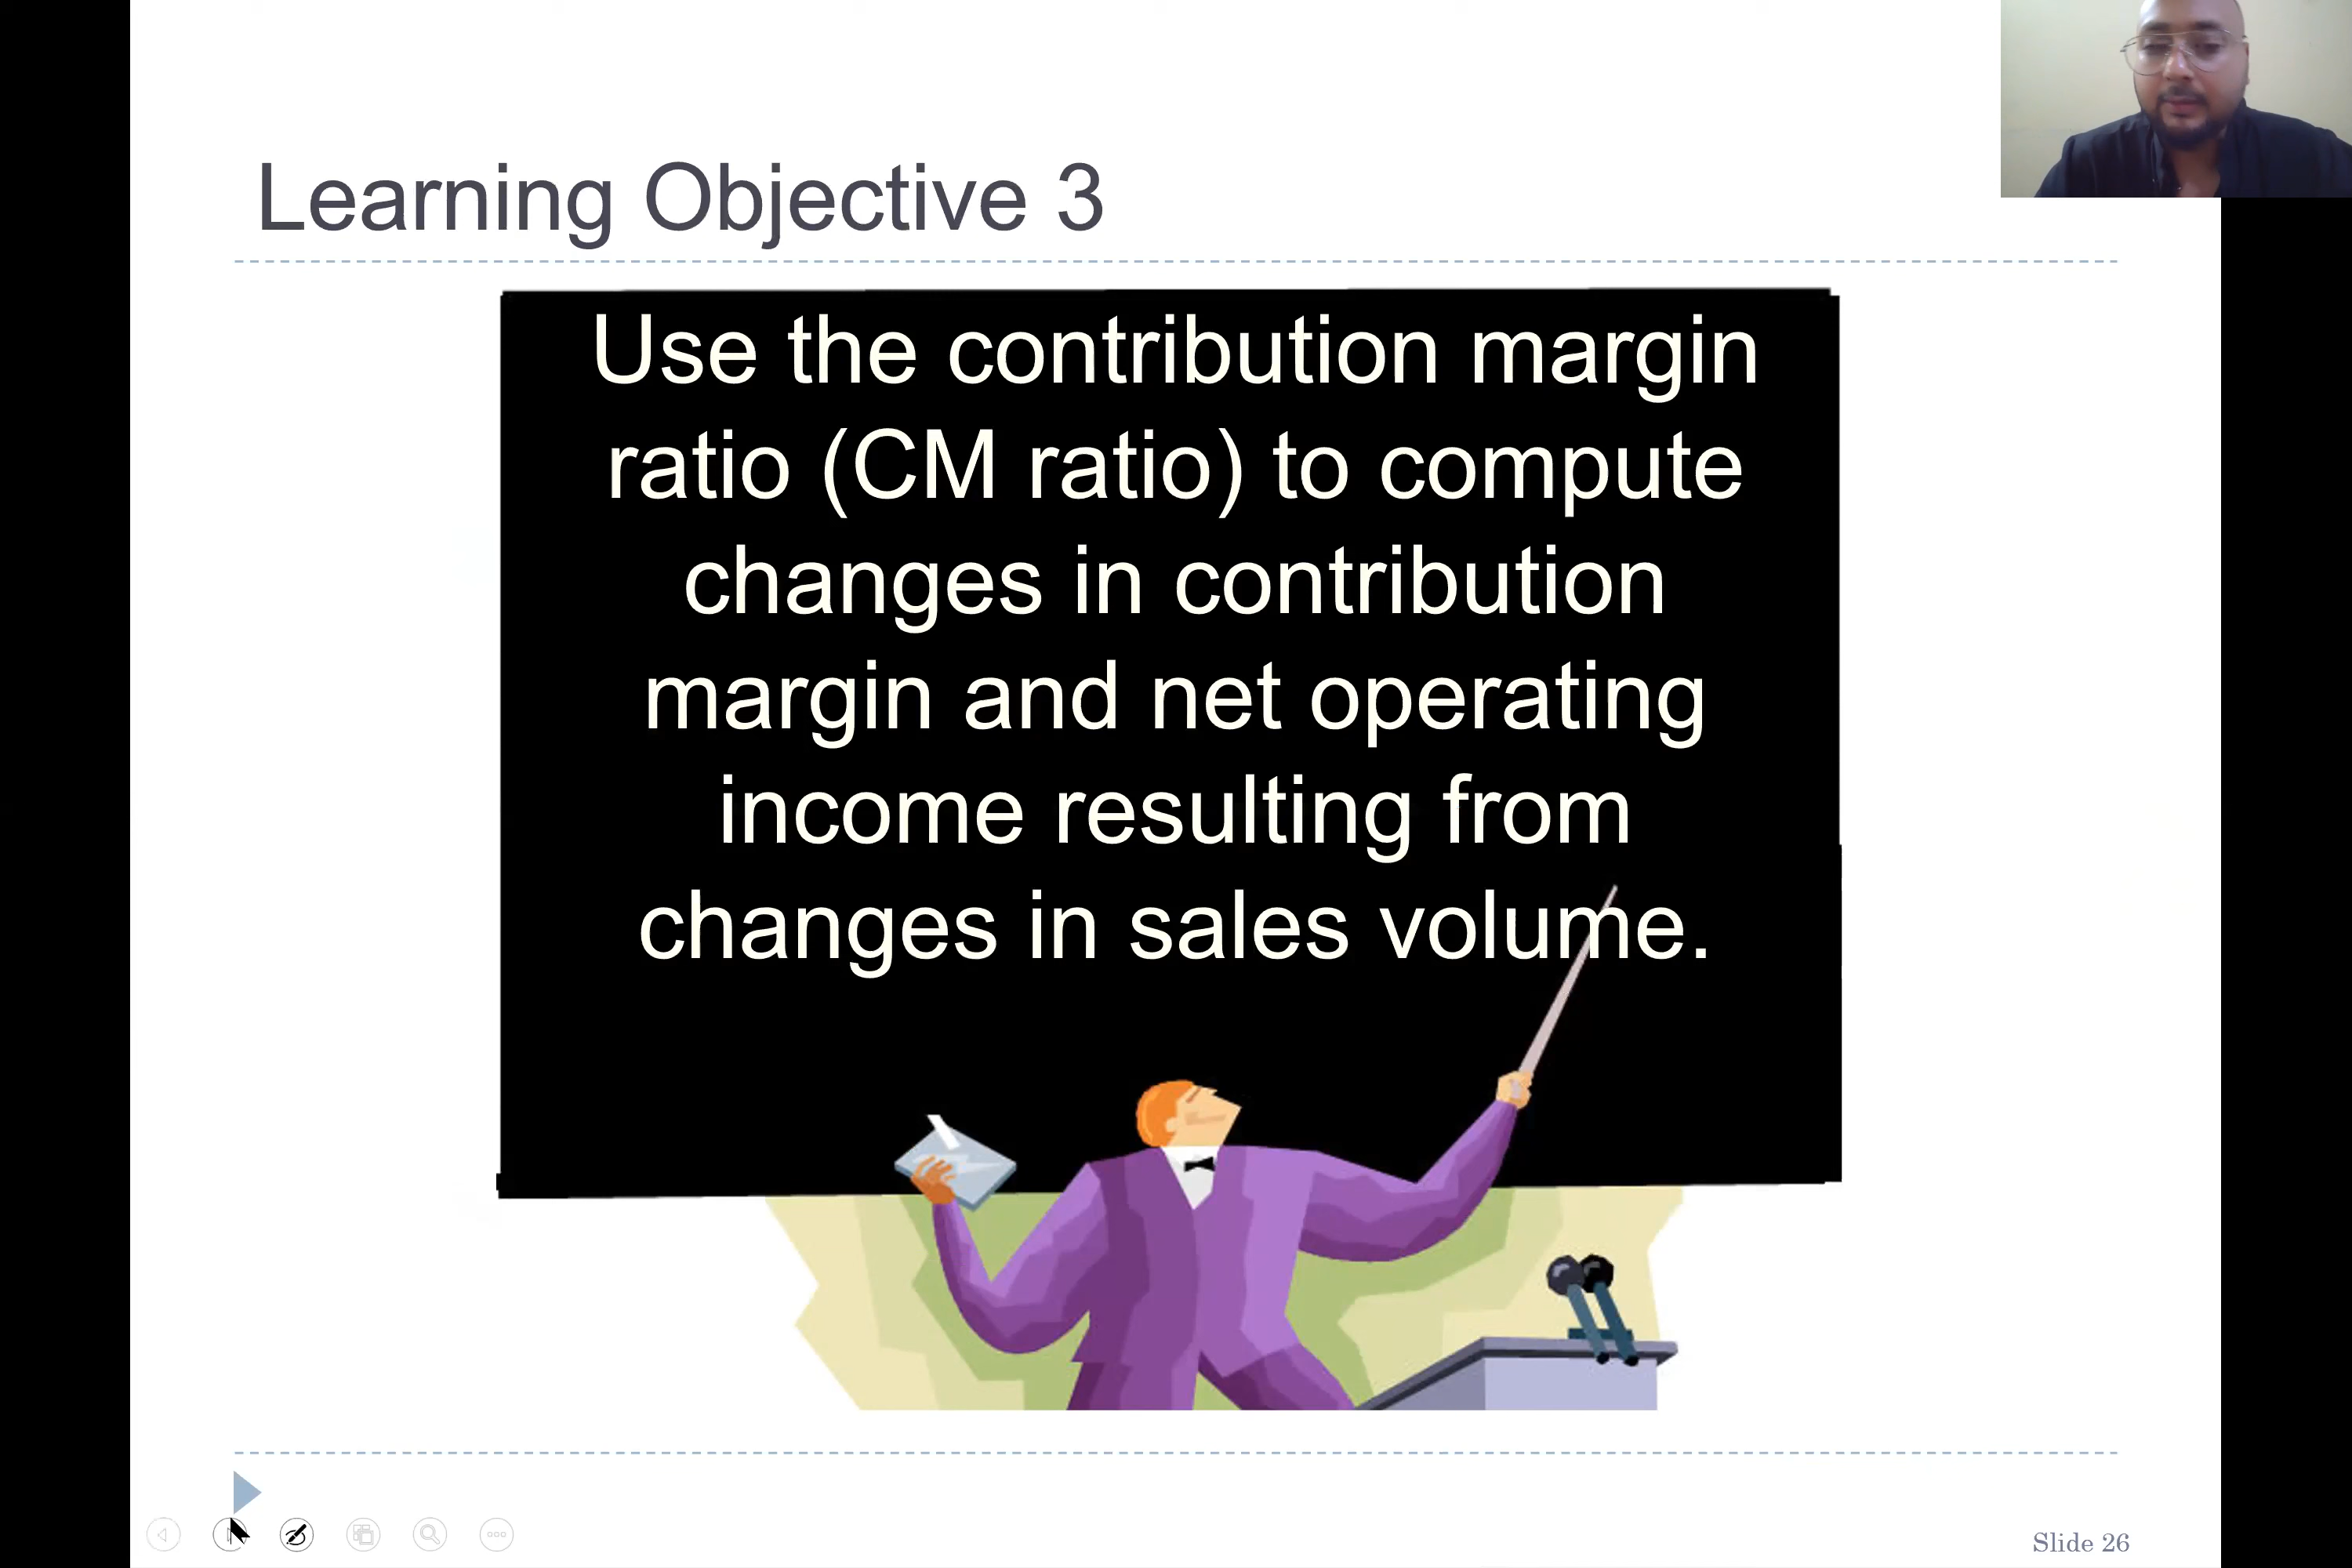 Learning Objective 3
Use the contribution margin
ratio (CM ratio) to compute
changes in contribution
margin and net operating
income resulting from
changes in sales volume.
Slide 26